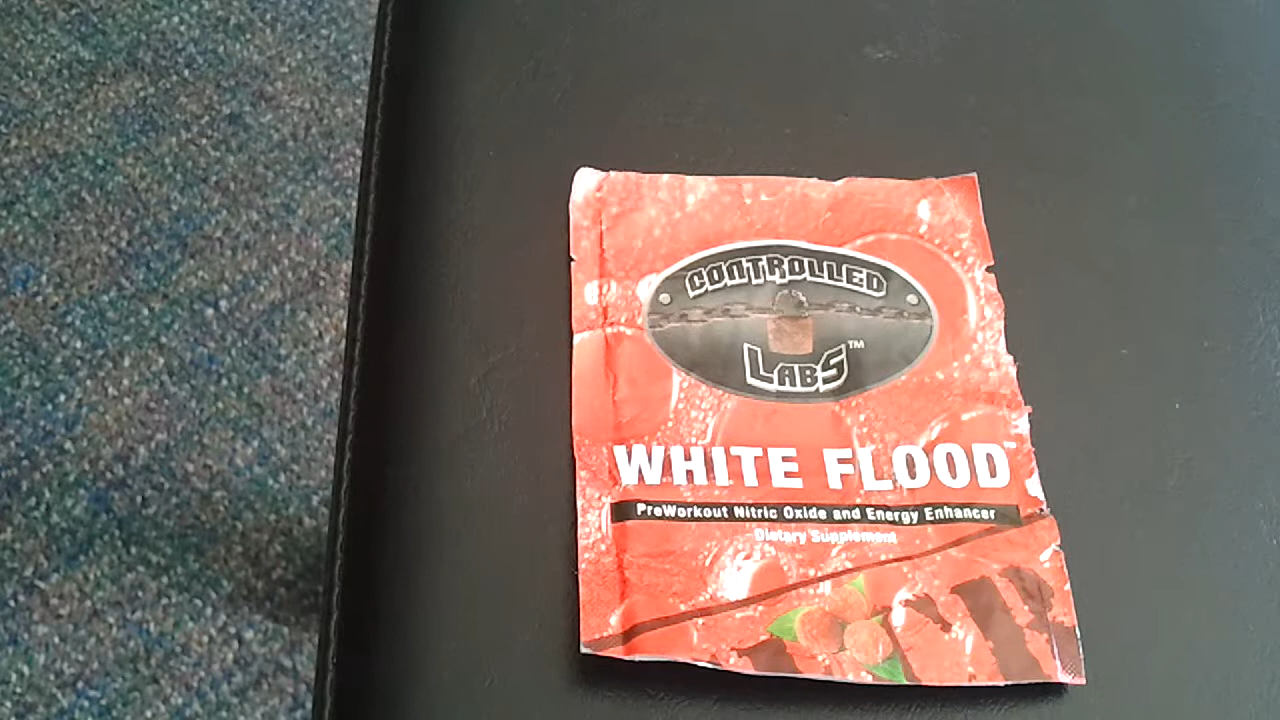 CONTROLLED
LABS™
WHITE FLOOD™
PreWorkout Nitric Oxide and Energy Enhancer
Dietary Supplement